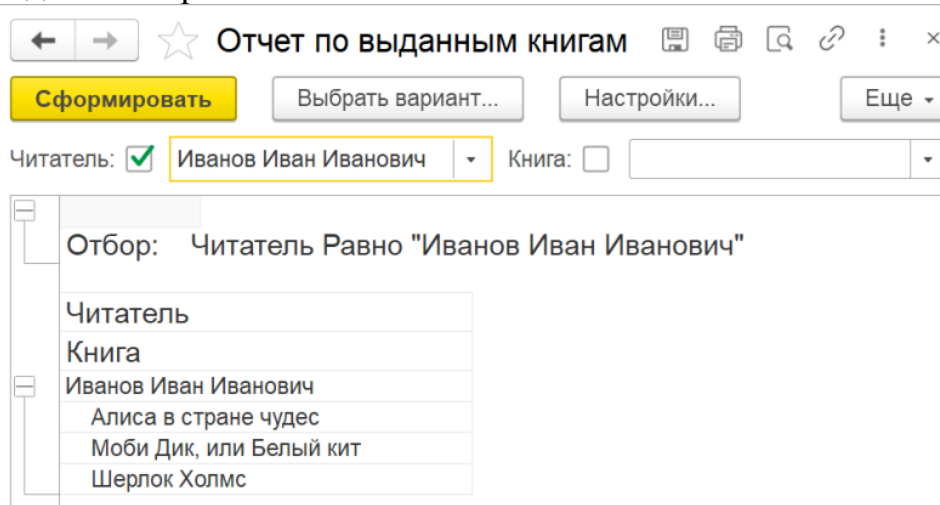 Отчет по выданным книгам
Сформировать Выбрать вариант... Настройки... Еще
Читатель: Иванов Иван Иванович Книга:
Отбор: Читатель Равно "Иванов Иван Иванович"
Читатель
Книга
Иванов Иван Иванович
Алиса в стране чудес
Моби Дик, или Белый кит
Шерлок Холмс